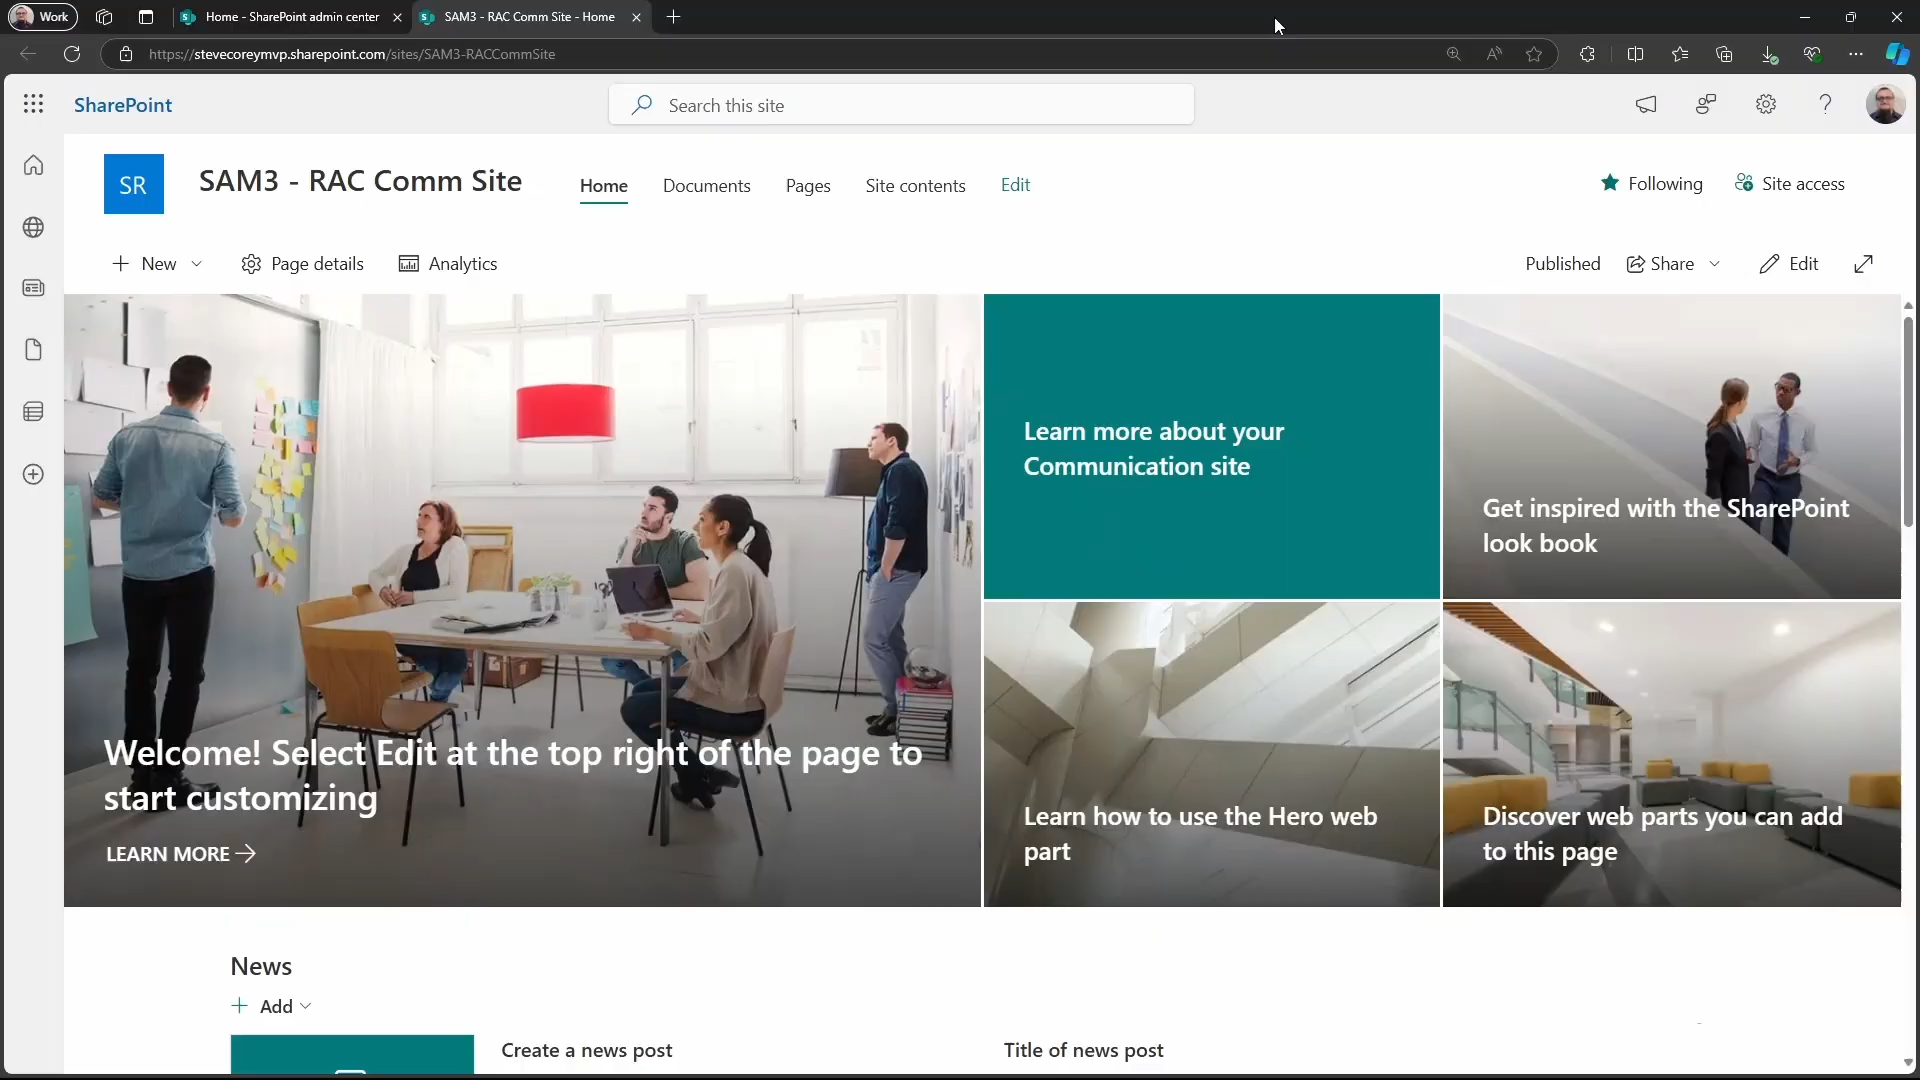 Work
Home - SharePoint admin center
SAM3 - RAC Comm Site - Home
https://stevecoreymvp.sharepoint.com/sites/SAM3-RACCommSite
SharePoint
Search this site
SR
SAM3 - RAC Comm Site
Home
Documents
Pages
Site contents
Edit
Following
Site access
New
Page details
Analytics
Published
Share
Edit
Welcome! Select Edit at the top right of the page to
start customizing
LEARN MORE
Learn more about your
Communication site
Get inspired with the SharePoint
look book
Learn how to use the Hero web
part
Discover web parts you can add
to this page
News
Add
Create a news post
Title of news post